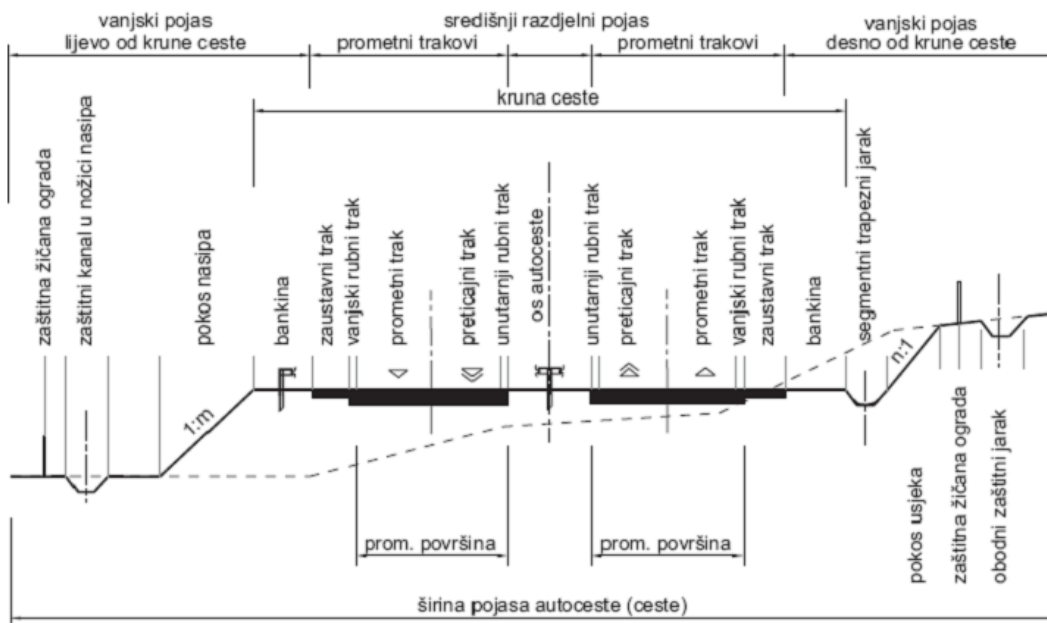 vanjski pojas
lijevo od krune ceste
prometni trakovi
središnji razdjelni pojas
prometni trakovi
vanjski pojas
desno od krune ceste
kruna ceste
zaštitna žičana ograda
zaštitni kanal u nožici nasipa
pokos nasipa
bankina
zaustavni trak
vanjski rubni trak
prometni trak
preticajni trak
unutarnji rubni trak
os autoceste
unutarnji rubni trak
preticajni trak
prometni trak
vanjski rubni trak
zaustavni trak
bankina
segmentni trapezni jarak
1:m
n:1
pokos usjeka
zaštitna žičana ograda
obodni zaštitni jarak
prom. površina
prom. površina
širina pojasa autoceste (ceste)